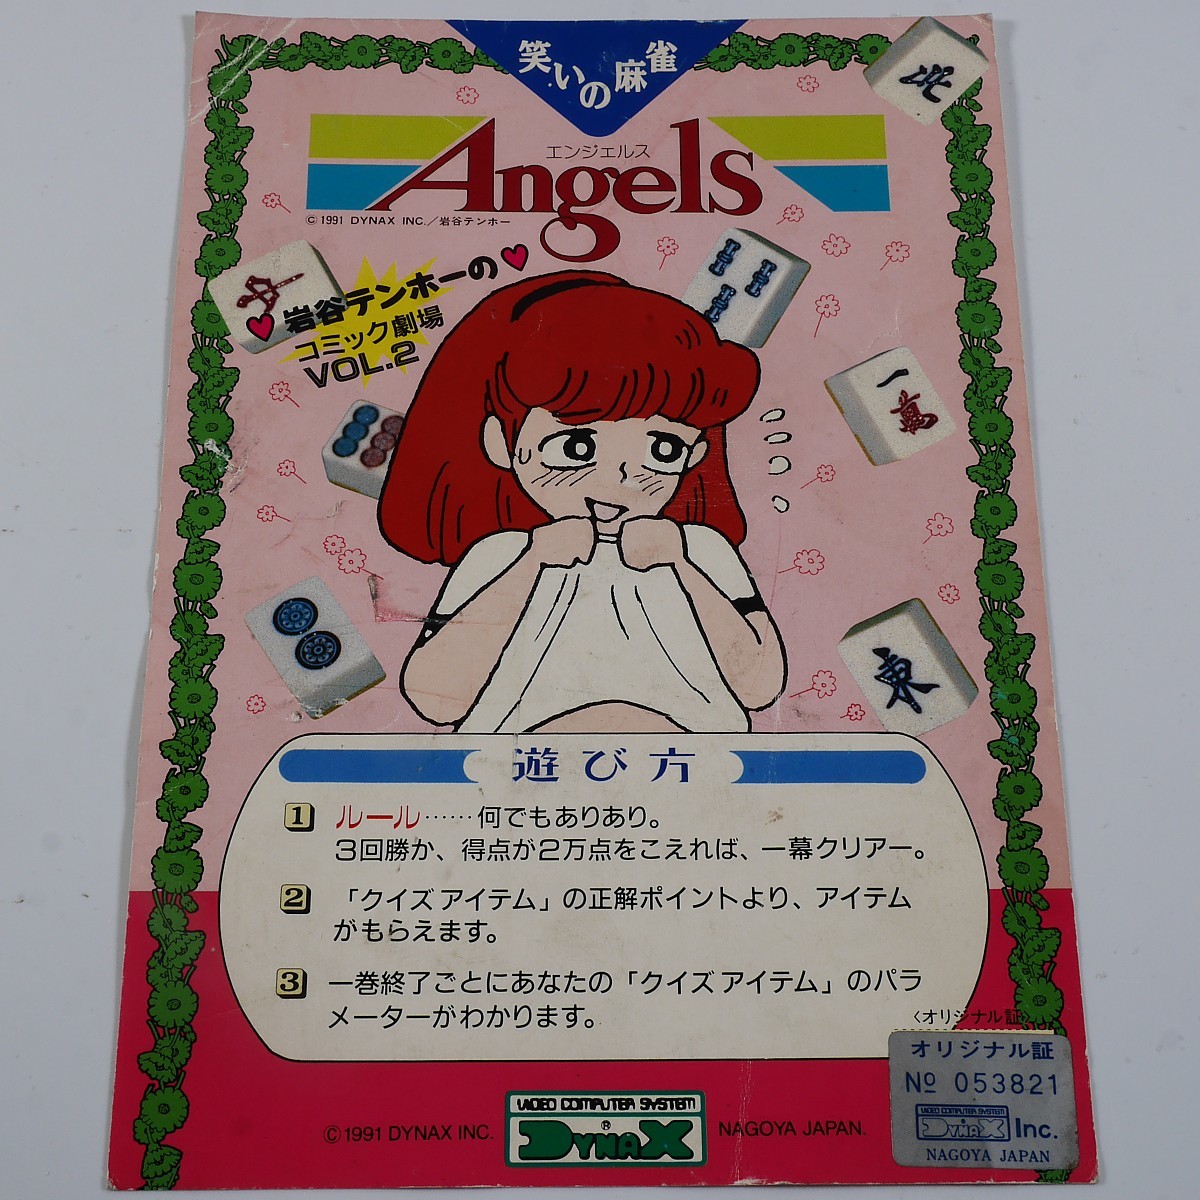 笑いの麻雀
北
エンジェルス
Angels
© 1991 DYNAX INC.／岩谷テンホー
岩谷テンホーの
コミック劇場
VOL.2
一萬
東
遊び方
1 ルール……何でもありあり。
3回勝か、得点が2万点をこえれば、一幕クリアー。
2 「クイズ アイテム」の正解ポイントより、アイテム
がもらえます。
3 一巻終了ごとにあなたの「クイズ アイテム」のパラ
メーターがわかります。
〈オリジナル証〉
オリジナル証
№ 053821
VIDEO COMPUTER SYSTEM
DYNAX Inc.
NAGOYA JAPAN
© 1991 DYNAX INC.
VIDEO COMPUTER SYSTEM
®
DYNAX
NAGOYA JAPAN.